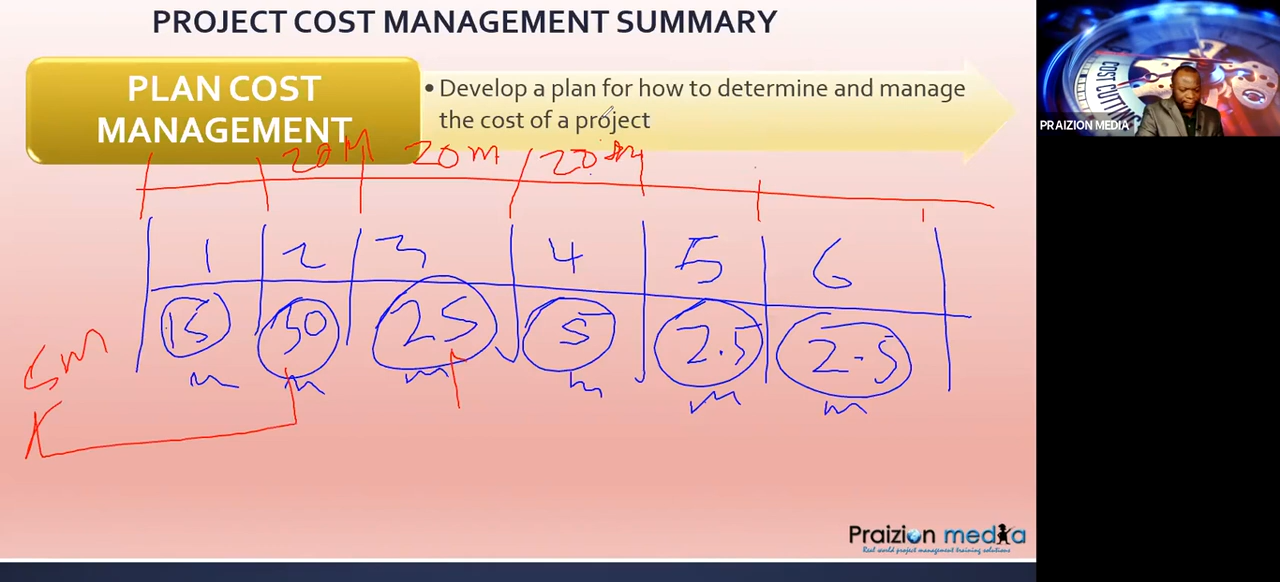 PROJECT COST MANAGEMENT SUMMARY
PLAN COST
MANAGEMENT
• Develop a plan for how to determine and manage
the cost of a project
COST CUTTING
PRAIZION MEDIA
20M 20M 20M
1 2 3 4 5 6
15 30 25 5 2.5 2.5
m m m m m m
5m
Praizion media
Real world project management training solutions